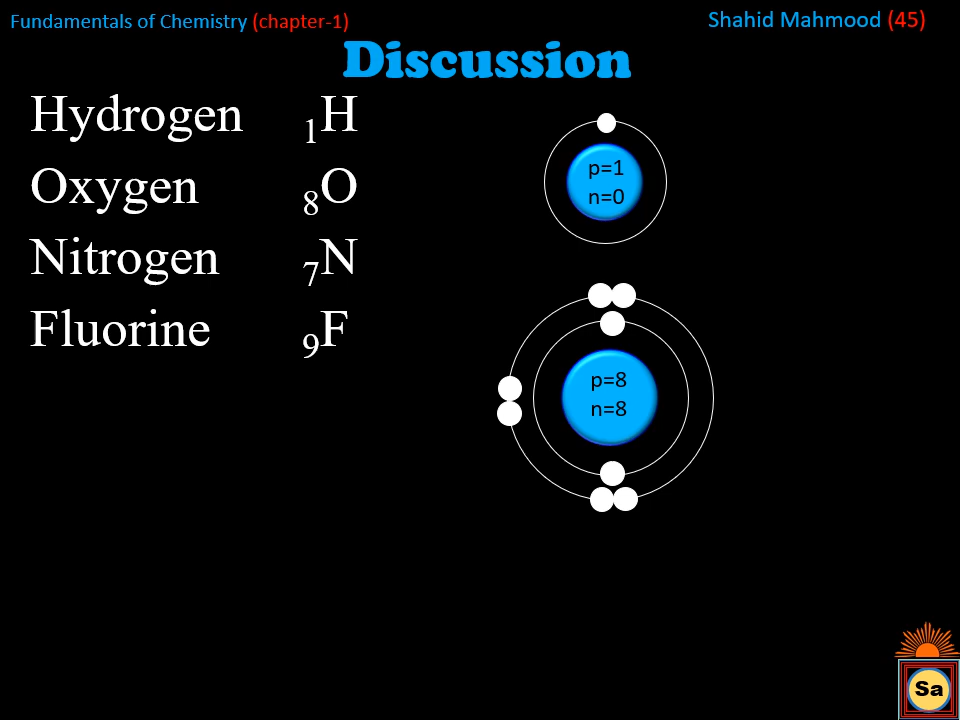 Fundamentals of Chemistry (chapter-1)
Shahid Mahmood (45)
Discussion
Hydrogen ₁H
Oxygen ₈O
Nitrogen ₇N
Fluorine ₉F
p=1
n=0
p=8
n=8
Sa